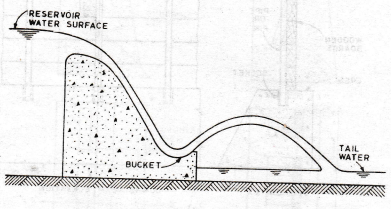 RESERVOIR
WATER SURFACE
BUCKET
TAIL
WATER